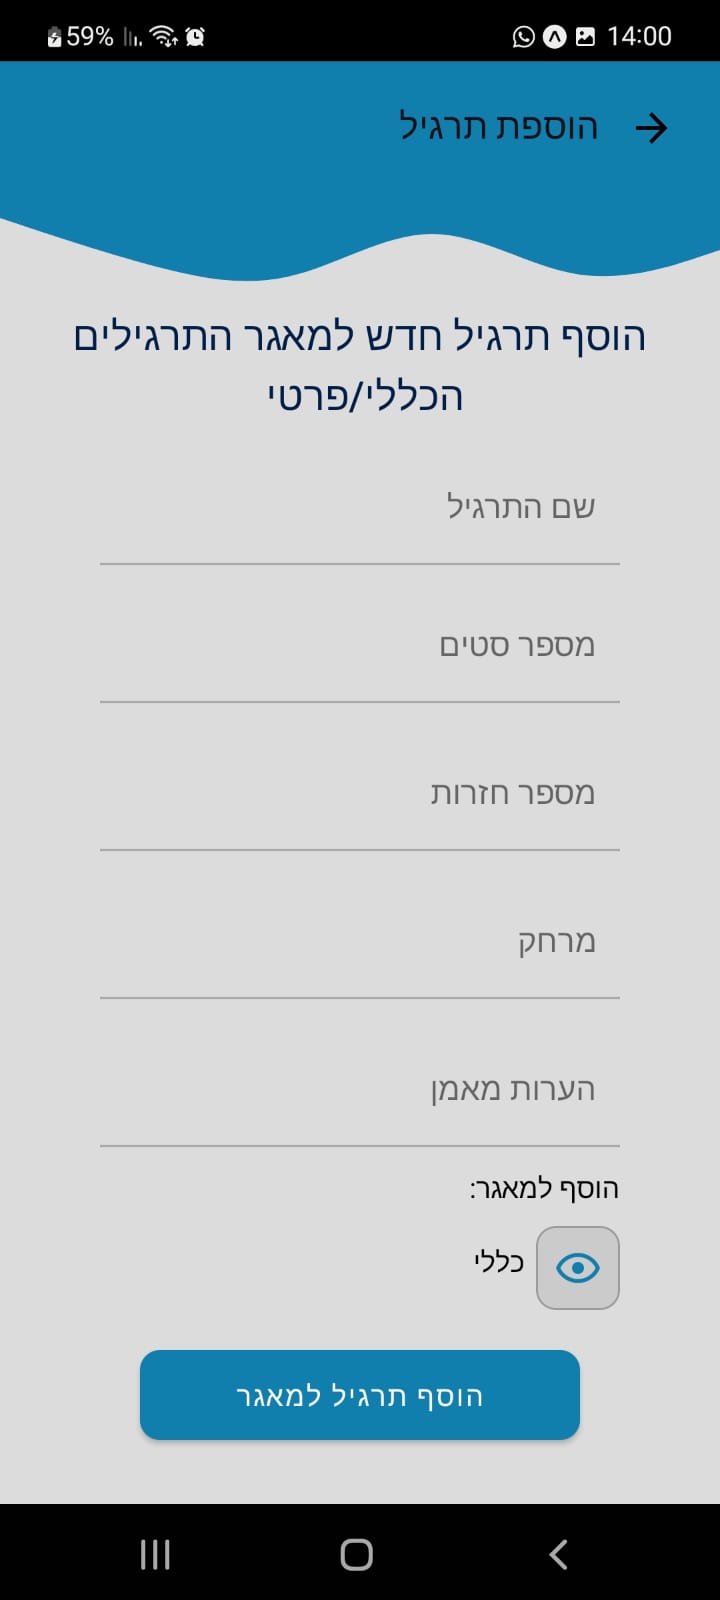 59% 14:00
הוספת תרגיל
הוסף תרגיל חדש למאגר התרגילים
הכללי/פרטי
שם התרגיל
מספר סטים
מספר חזרות
מרחק
הערות מאמן
הוסף למאגר:
כללי
הוסף תרגיל למאגר